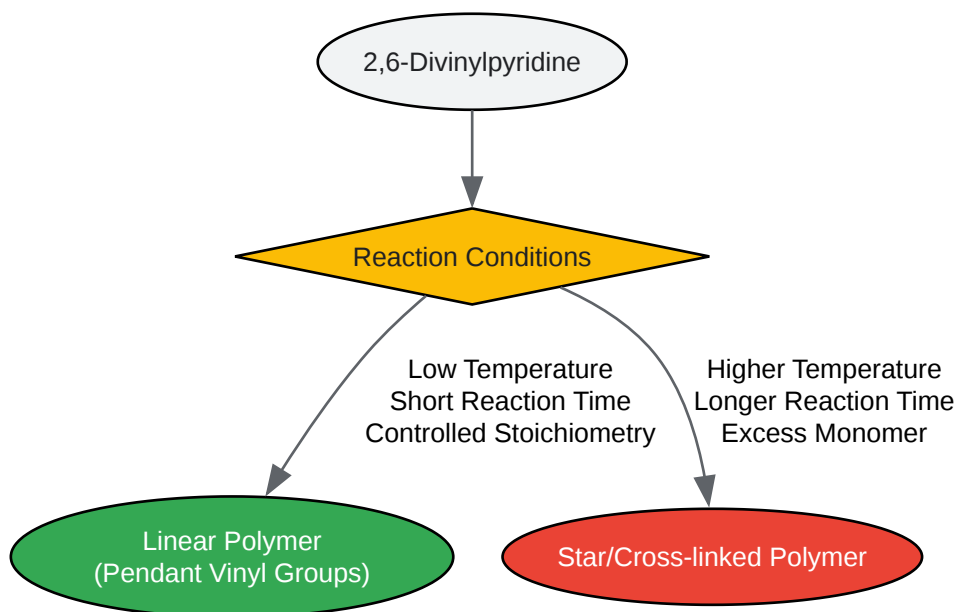 2,6-Divinylpyridine
Reaction Conditions
Low Temperature
Short Reaction Time
Controlled Stoichiometry
Higher Temperature
Longer Reaction Time
Excess Monomer
Linear Polymer
(Pendant Vinyl Groups)
Star/Cross-linked Polymer